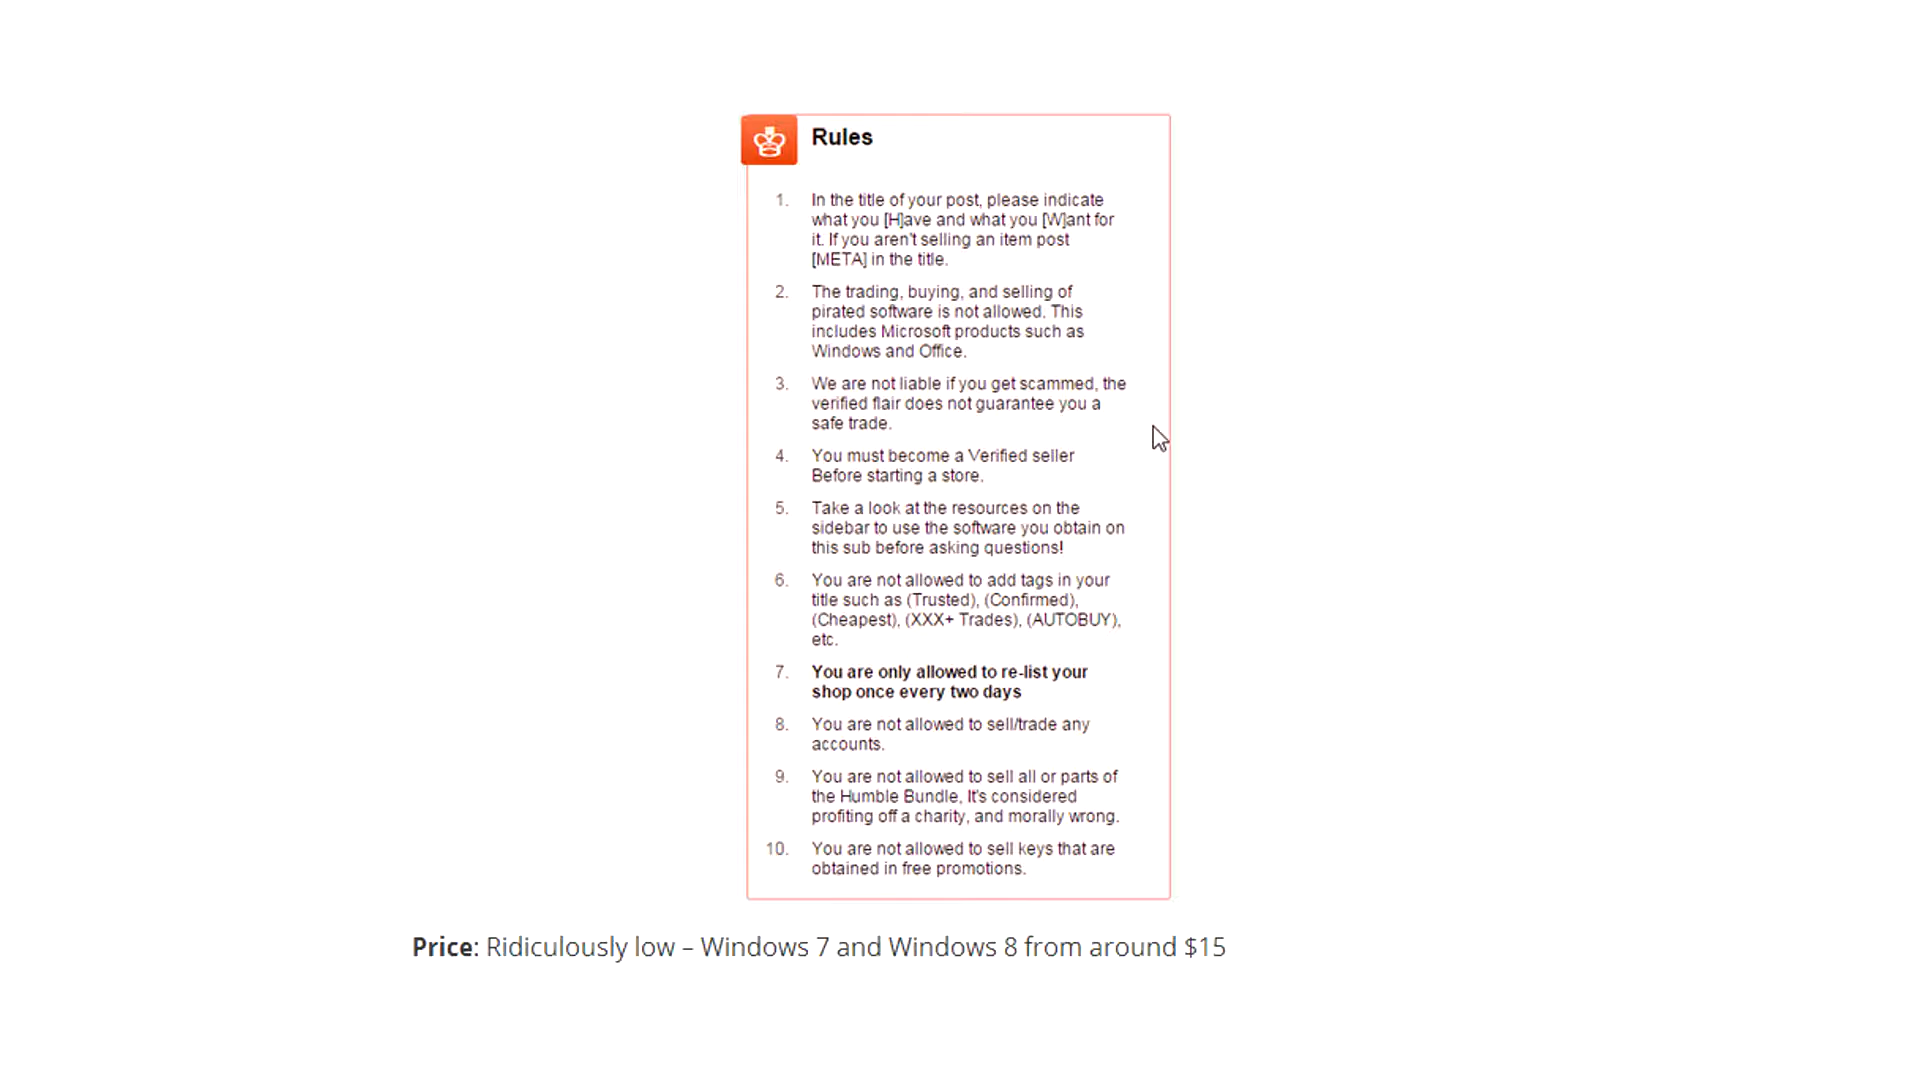 Rules
1. In the title of your post, please indicate
what you [H]ave and what you [W]ant for
it. If you aren't selling an item post
[META] in the title.
2. The trading, buying, and selling of
pirated software is not allowed. This
includes Microsoft products such as
Windows and Office.
3. We are not liable if you get scammed, the
verified flair does not guarantee you a
safe trade.
4. You must become a Verified seller
Before starting a store.
5. Take a look at the resources on the
sidebar to use the software you obtain on
this sub before asking questions!
6. You are not allowed to add tags in your
title such as (Trusted), (Confirmed),
(Cheapest), (XXX+ Trades), (AUTOBUY),
etc.
7. You are only allowed to re-list your
shop once every two days
8. You are not allowed to sell/trade any
accounts.
9. You are not allowed to sell all or parts of
the Humble Bundle, It's considered
profiting off a charity, and morally wrong.
10. You are not allowed to sell keys that are
obtained in free promotions.
Price: Ridiculously low – Windows 7 and Windows 8 from around $15